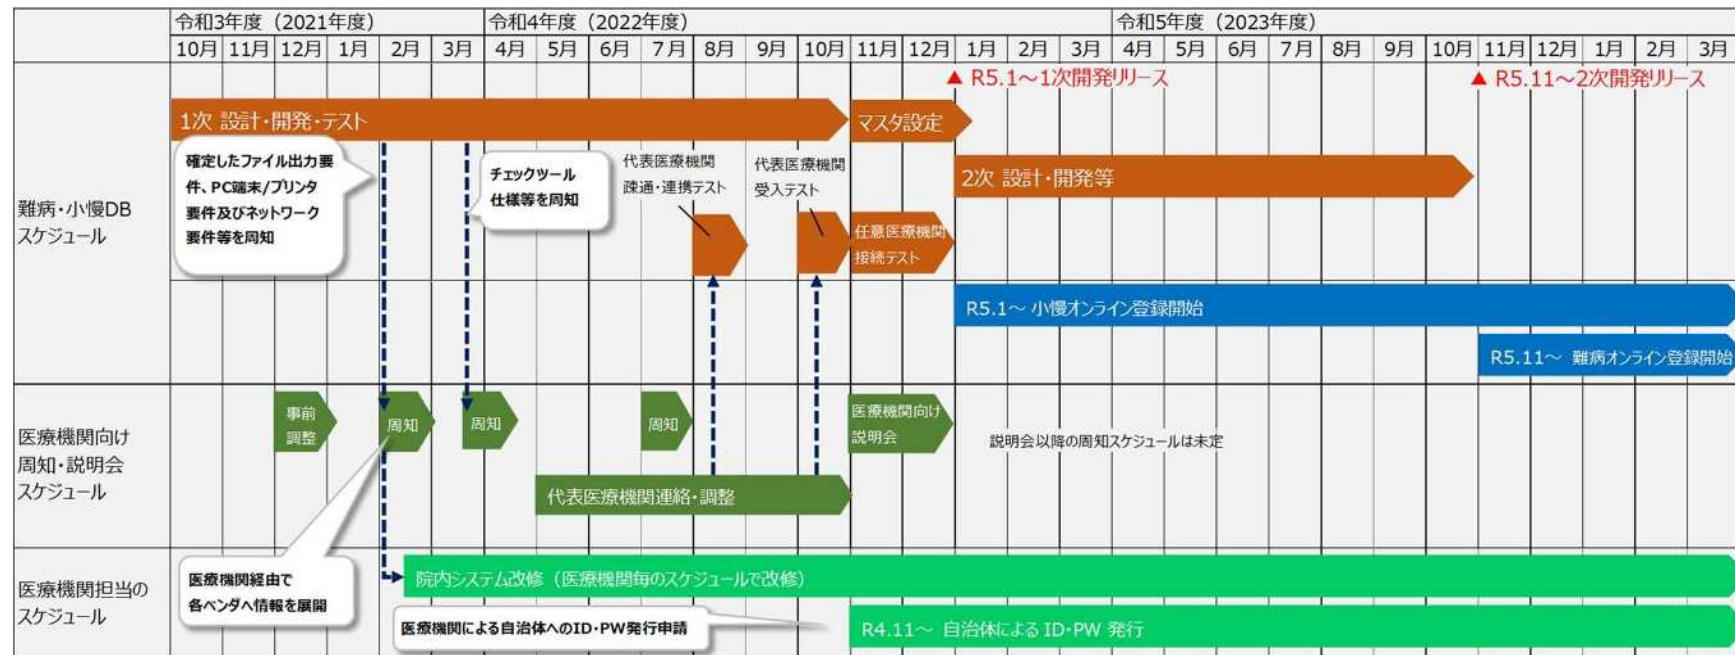 令和3年度（2021年度）
令和4年度（2022年度）
令和5年度（2023年度）
10月 11月 12月 1月 2月 3月 4月 5月 6月 7月 8月 9月 10月 11月 12月 1月 2月 3月 4月 5月 6月 7月 8月 9月 10月 11月 12月 1月 2月 3月
難病・小慢DB
スケジュール
▲ R5.1～1次開発リリース
▲ R5.11～2次開発リリース
1次 設計・開発・テスト
マスタ設定
確定したファイル出力要
件、PC端末/プリンタ
要件及びネットワーク
要件等を周知
チェックツール
仕様等を周知
代表医療機関
疎通・連携テスト
代表医療機関
受入テスト
2次 設計・開発等
任意医療機関
接続テスト
R5.1～ 小慢オンライン登録開始
R5.11～ 難病オンライン登録開始
医療機関向け
周知・説明会
スケジュール
事前
調整
周知
周知
周知
医療機関向け
説明会
説明会以降の周知スケジュールは未定
代表医療機関連絡・調整
医療機関担当の
スケジュール
医療機関経由で
各ベンダへ情報を展開
院内システム改修（医療機関毎のスケジュールで改修）
医療機関による自治体へのID・PW発行申請
R4.11～ 自治体による ID・PW 発行